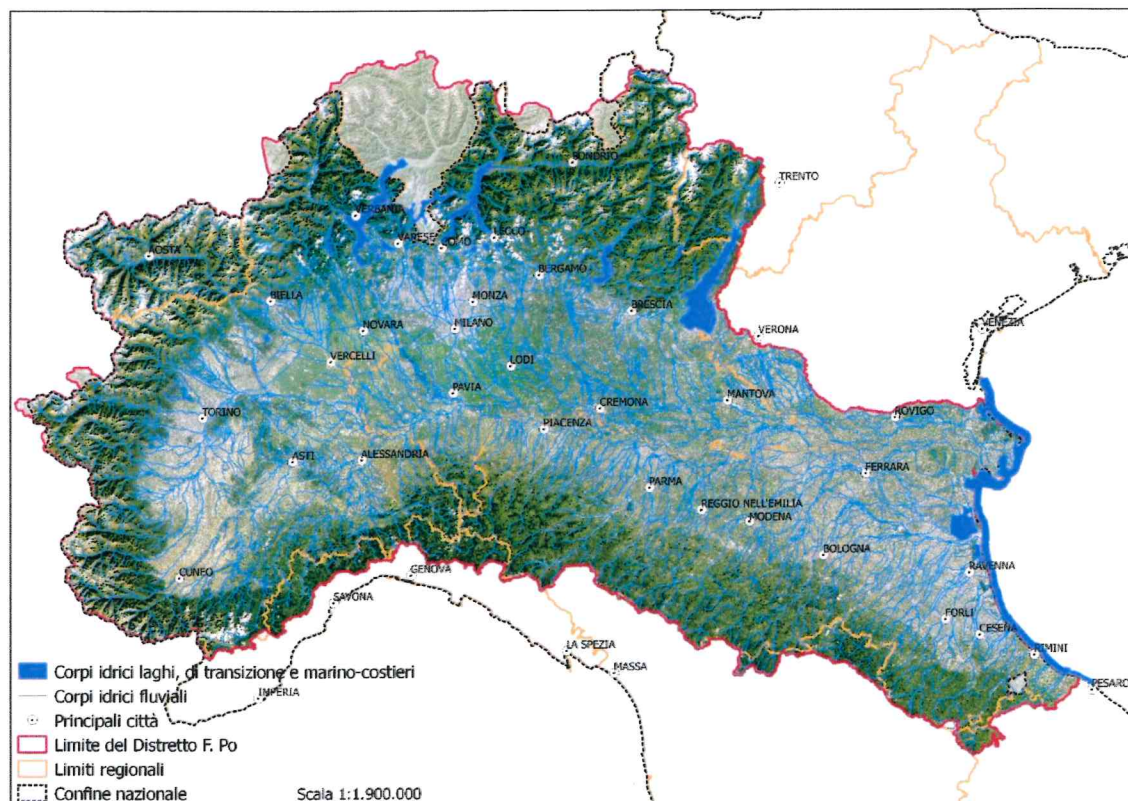 SONDRIO
TRENTO
VERBANIA
VARESE
COMO
LECCO
AOSTA
BERGAMO
BIELLA
MONZA
BRESCIA
NOVARA
MILANO
VERONA
VENEZIA
VERCELLI
LODI
PAVIA
MANTOVA
CREMONA
TORINO
ROVIGO
PIACENZA
ASTI
ALESSANDRIA
FERRARA
PARMA
REGGIO NELL'EMILIA
MODENA
BOLOGNA
CUNEO
GENOVA
RAVENNA
SAVONA
FORLI
CESENA
LA SPEZIA
RIMINI
MASSA
PESARO
IMPERIA
Corpi idrici laghi, di transizione e marino-costieri
Corpi idrici fluviali
Principali città
Limite del Distretto F. Po
Limiti regionali
Confine nazionale
Scala 1:1.900.000